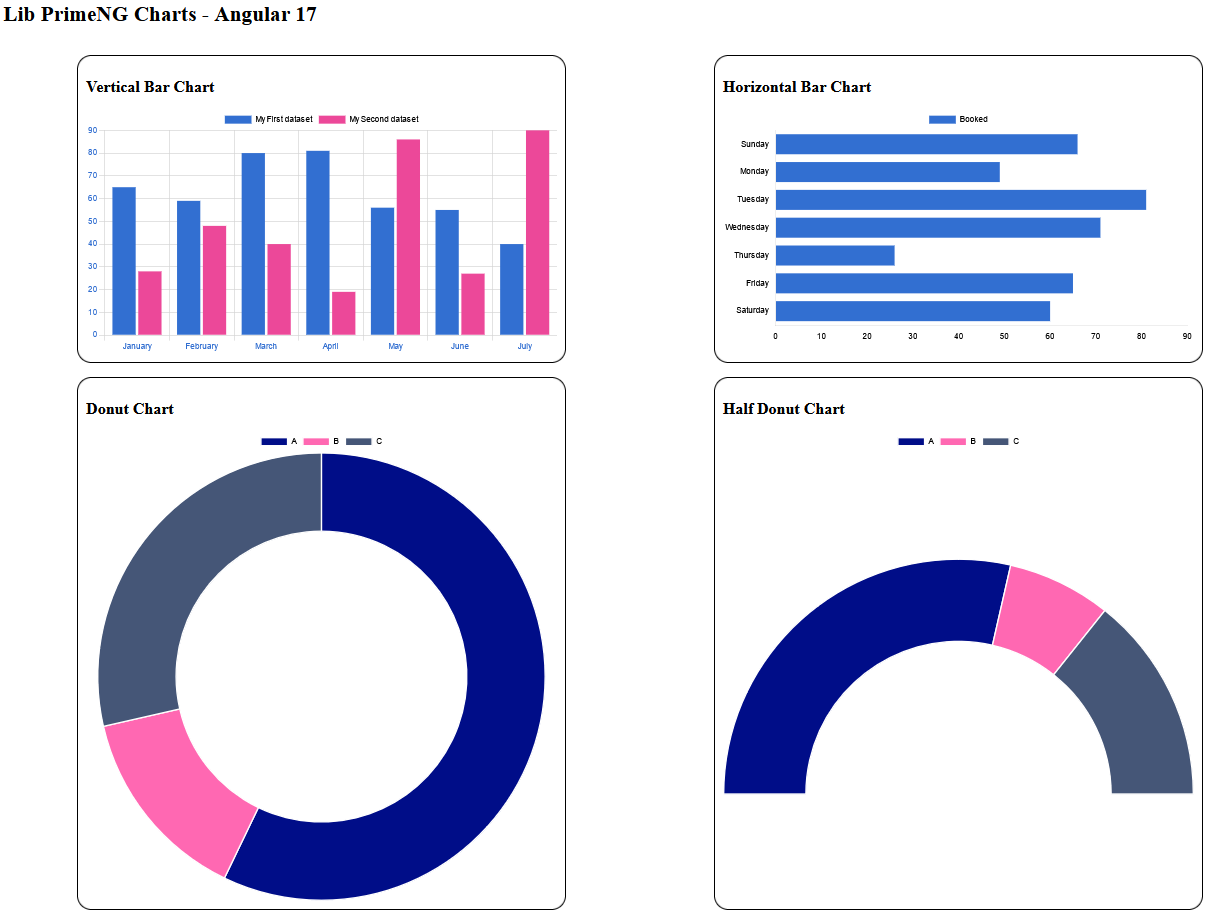 Lib PrimeNG Charts - Angular 17
Vertical Bar Chart
My First dataset My Second dataset
90
80
70
60
50
40
30
20
10
0
January February March April May June July
Horizontal Bar Chart
Booked
Sunday
Monday
Tuesday
Wednesday
Thursday
Friday
Saturday
0 10 20 30 40 50 60 70 80 90
Donut Chart
A B C
Half Donut Chart
A B C